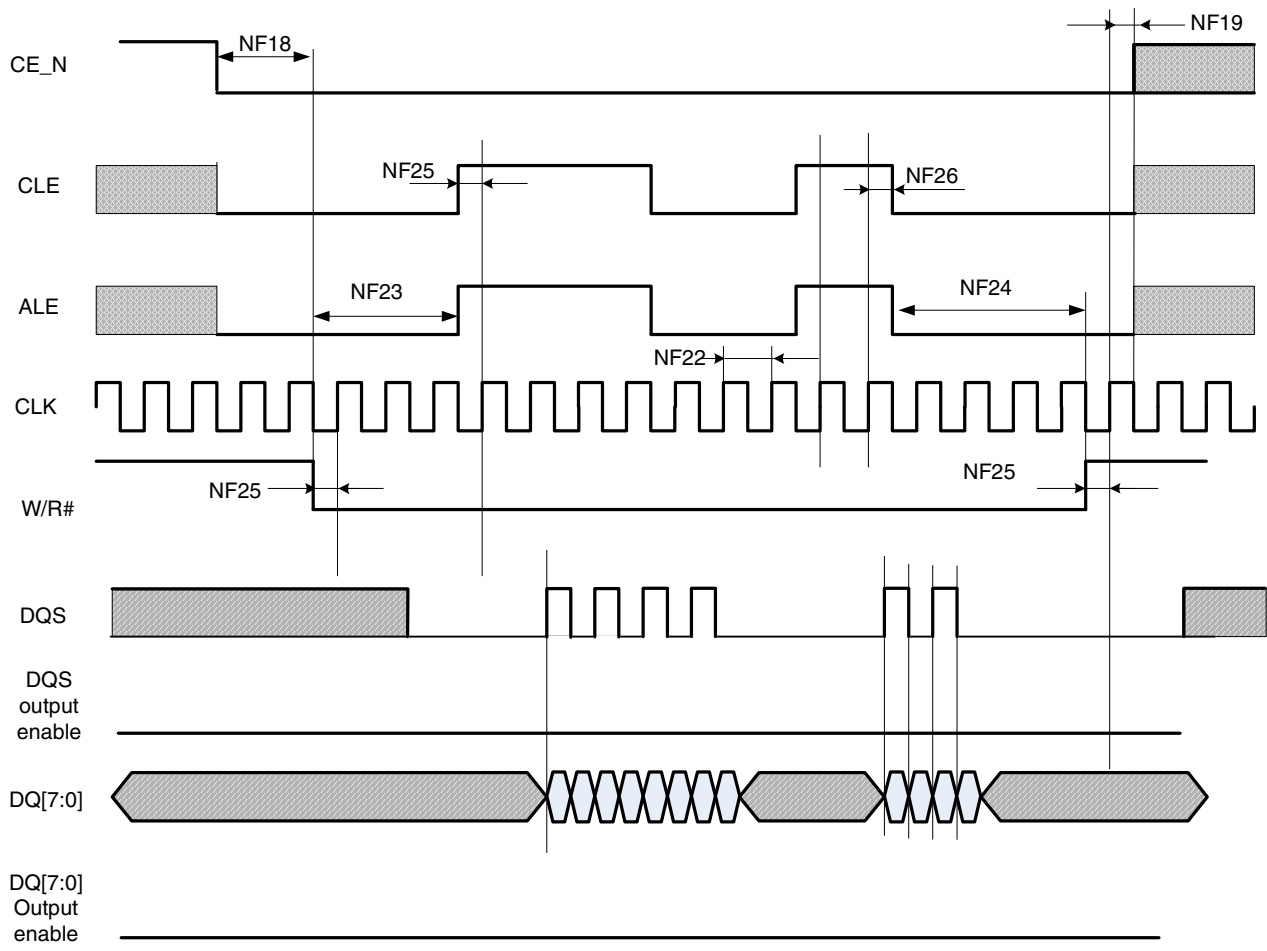 NF19
NF18
CE_N
NF25
NF26
CLE
NF23
NF24
ALE
NF22
CLK
NF25
NF25
W/R#
DQS
DQS
output
enable
DQ[7:0]
DQ[7:0]
Output
enable